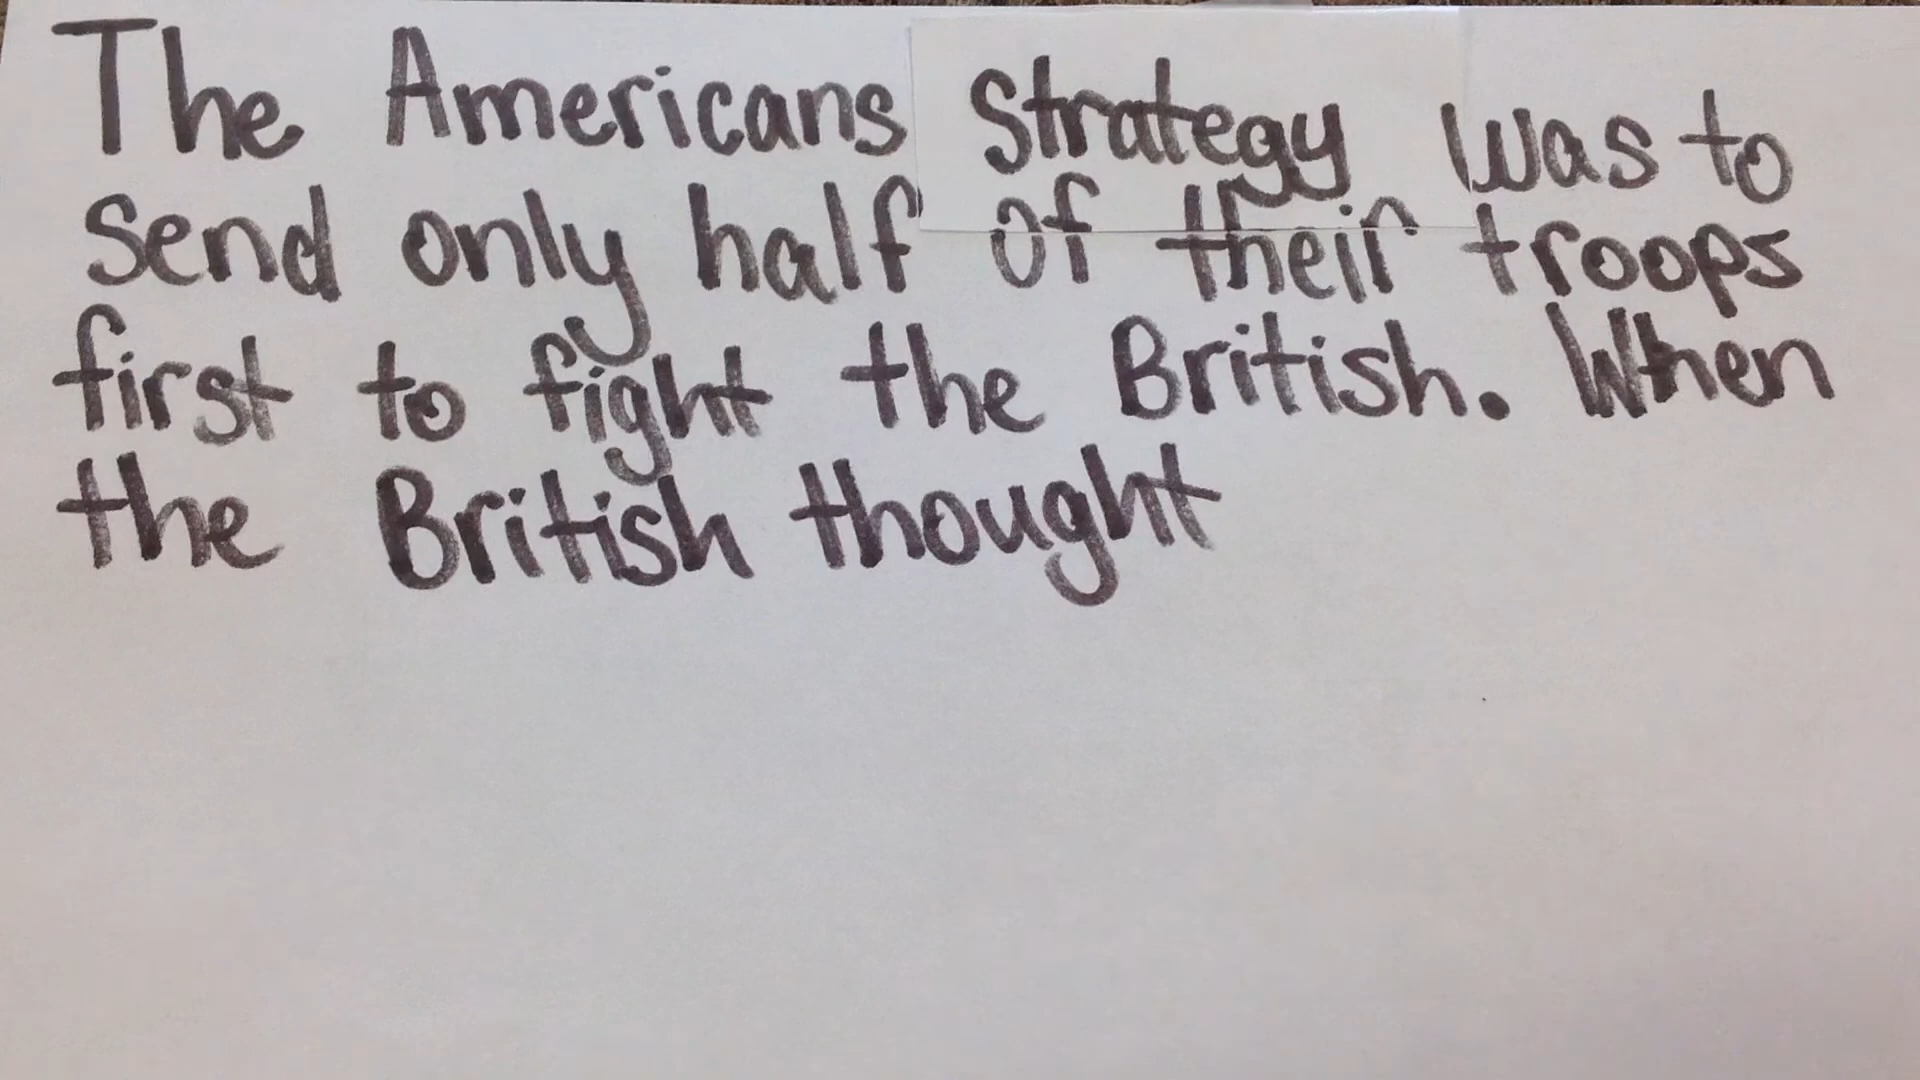 The Americans Strategy was to
send only half of their troops
first to fight the British. When
the British thought